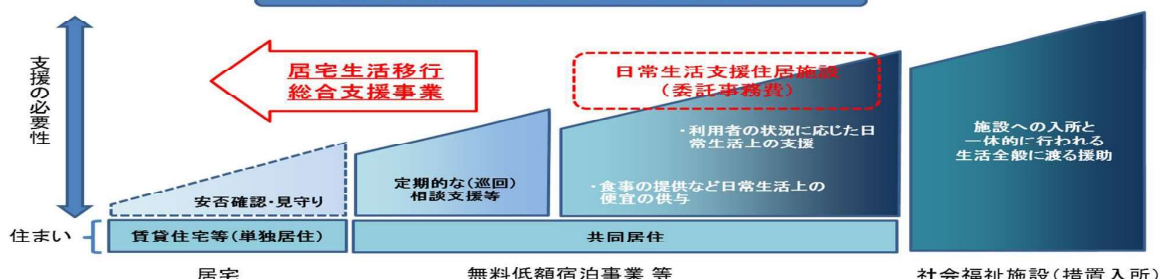 支援の必要性
居宅生活移行
総合支援事業
日常生活支援住居施設
（委託事務費）
・利用者の状況に応じた日
常生活上の支援
・食事の提供など日常生活上の
便宜の供与
定期的な（巡回）
相談支援等
安否確認・見守り
施設への入所と
一体的に行われる
生活全般に渡る援助
住まい
賃貸住宅等（単独居住）
共同居住
居宅
無料低額宿泊事業 等
社会福祉施設（措置入所）